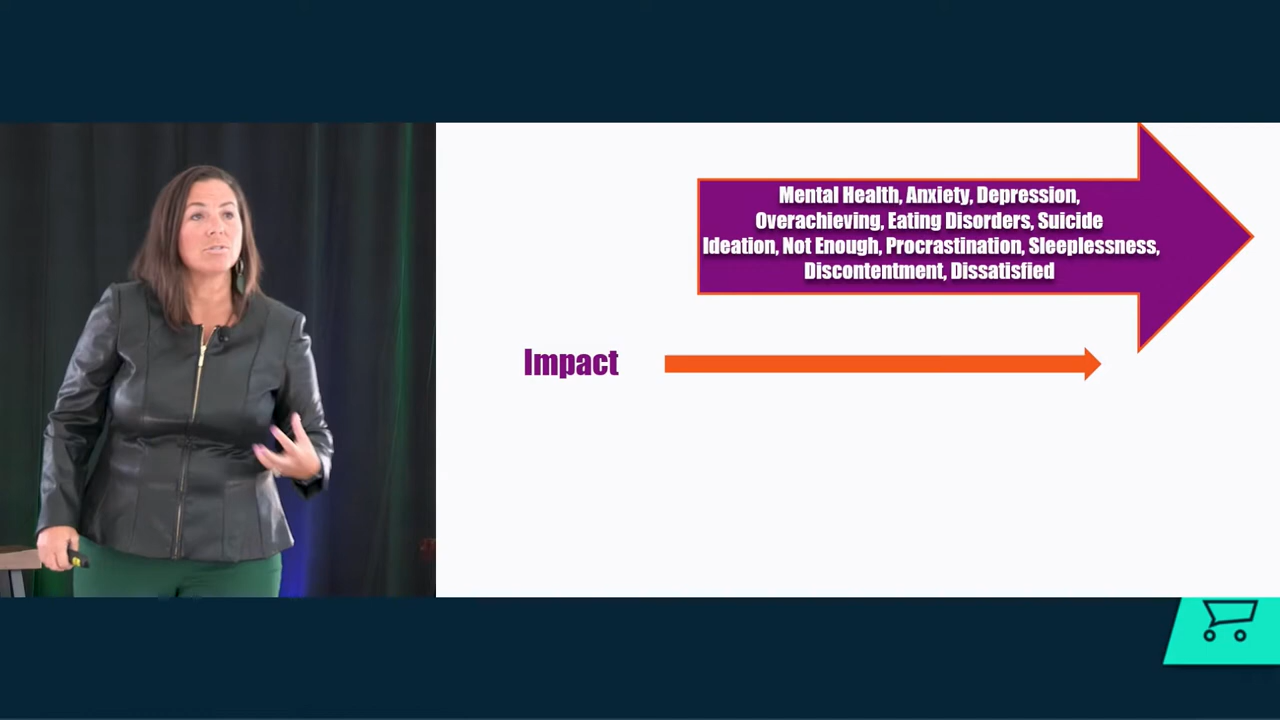 Mental Health, Anxiety, Depression,
Overachieving, Eating Disorders, Suicide
Ideation, Not Enough, Procrastination, Sleeplessness,
Discontentment, Dissatisfied
Impact